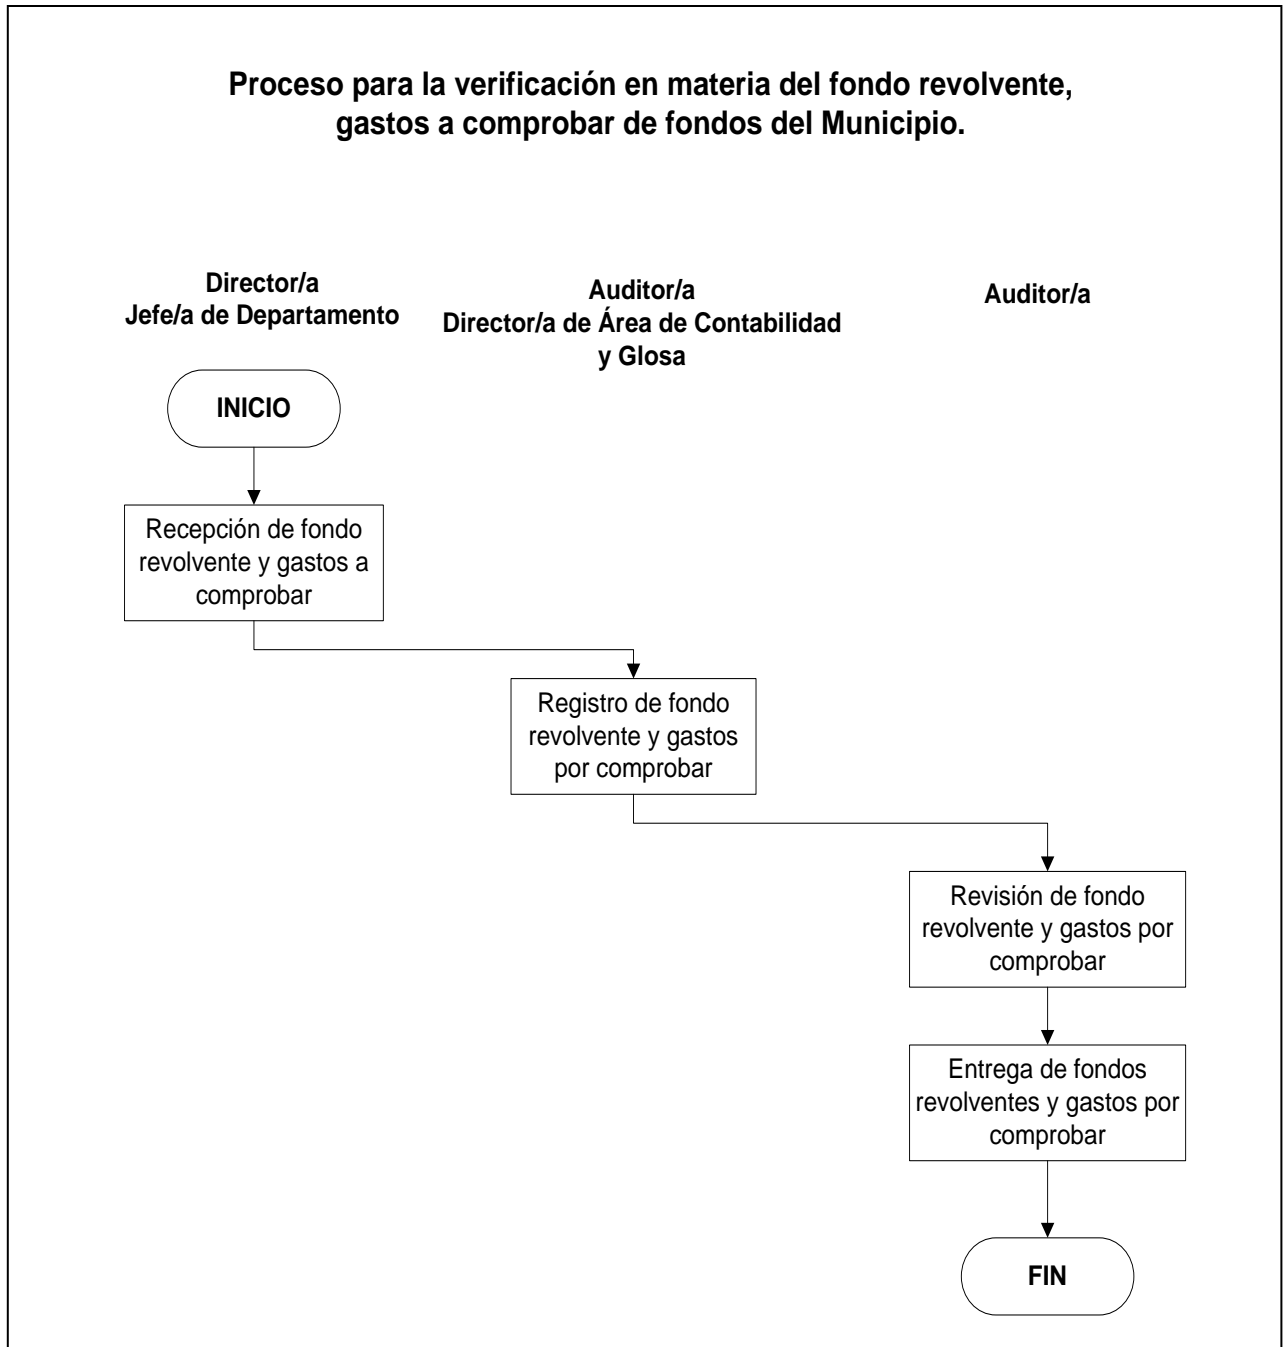 Proceso para la verificación en materia del fondo revolvente,
gastos a comprobar de fondos del Municipio.
Director/a
Jefe/a de Departamento
Auditor/a
Director/a de Área de Contabilidad
y Glosa
Auditor/a
INICIO
Recepción de fondo
revolvente y gastos a
comprobar
Registro de fondo
revolvente y gastos
por comprobar
Revisión de fondo
revolvente y gastos por
comprobar
Entrega de fondos
revolventes y gastos por
comprobar
FIN